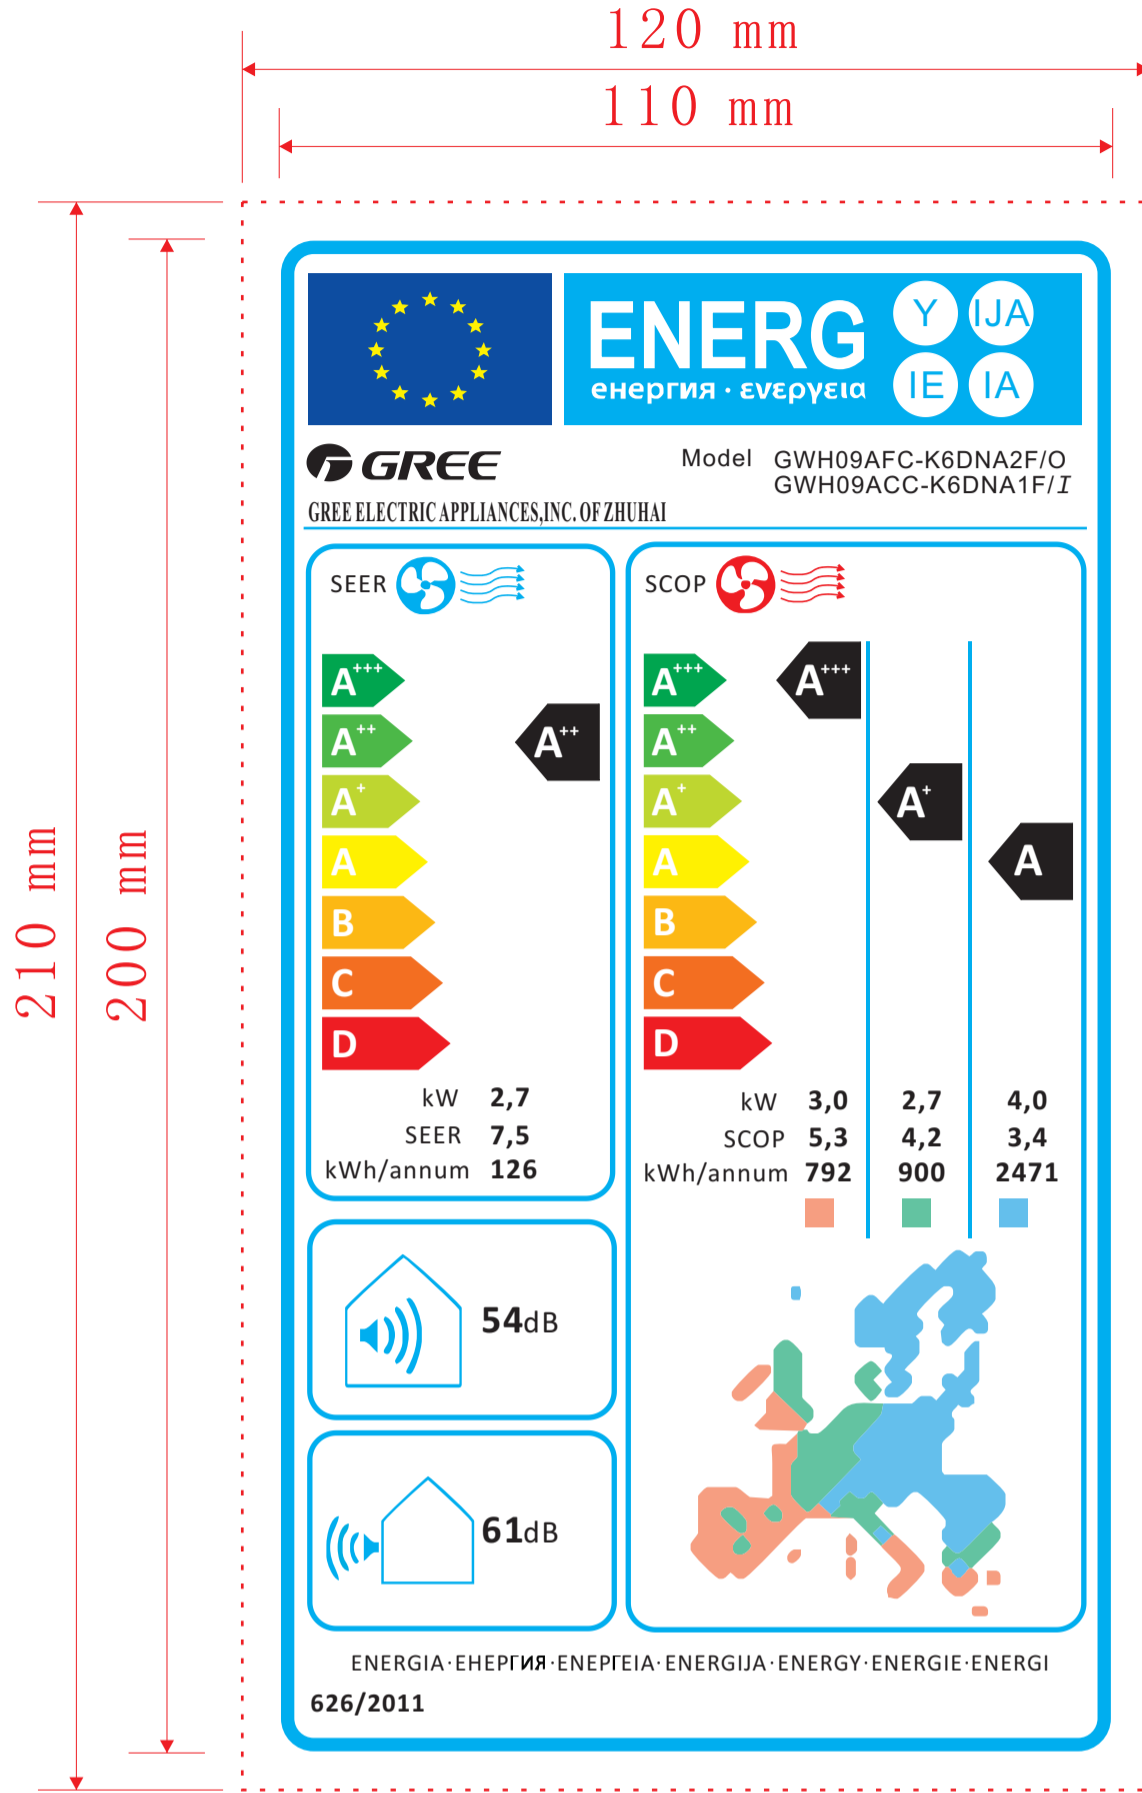 120 mm
110 mm
210 mm
200 mm
ENERG
енергия · ενεργεια
Y
IJA
IE
IA
GREE
Model GWH09AFC-K6DNA2F/O
GWH09ACC-K6DNA1F/I
GREE ELECTRIC APPLIANCES,INC. OF ZHUHAI
SEER
A+++
A++
A++
A+
A
B
C
D
kW 2,7
SEER 7,5
kWh/annum 126
SCOP
A+++
A+++
A++
A+
A+
A
A
B
C
D
kW 3,0 2,7 4,0
SCOP 5,3 4,2 3,4
kWh/annum 792 900 2471
54dB
61dB
ENERGIA·ЕНЕРГИЯ·ΕΝΕΡΓΕΙΑ·ENERGIJA·ENERGY·ENERGIE·ENERGI
626/2011